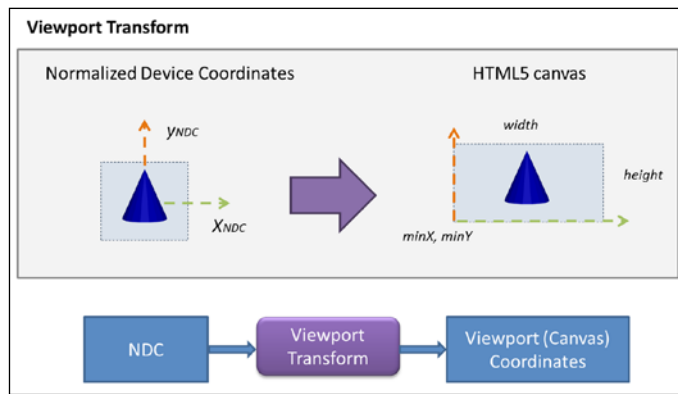 Viewport Transform
Normalized Device Coordinates
HTML5 canvas
yNDC
XNDC
width
height
minX, minY
NDC
Viewport
Transform
Viewport (Canvas)
Coordinates